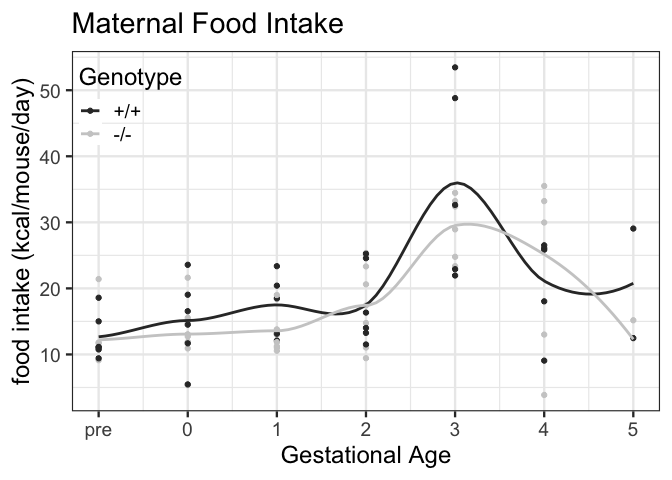 Maternal Food Intake
food intake (kcal/mouse/day)
50
40
30
20
10
Genotype
+/+
-/-
pre 0 1 2 3 4 5
Gestational Age